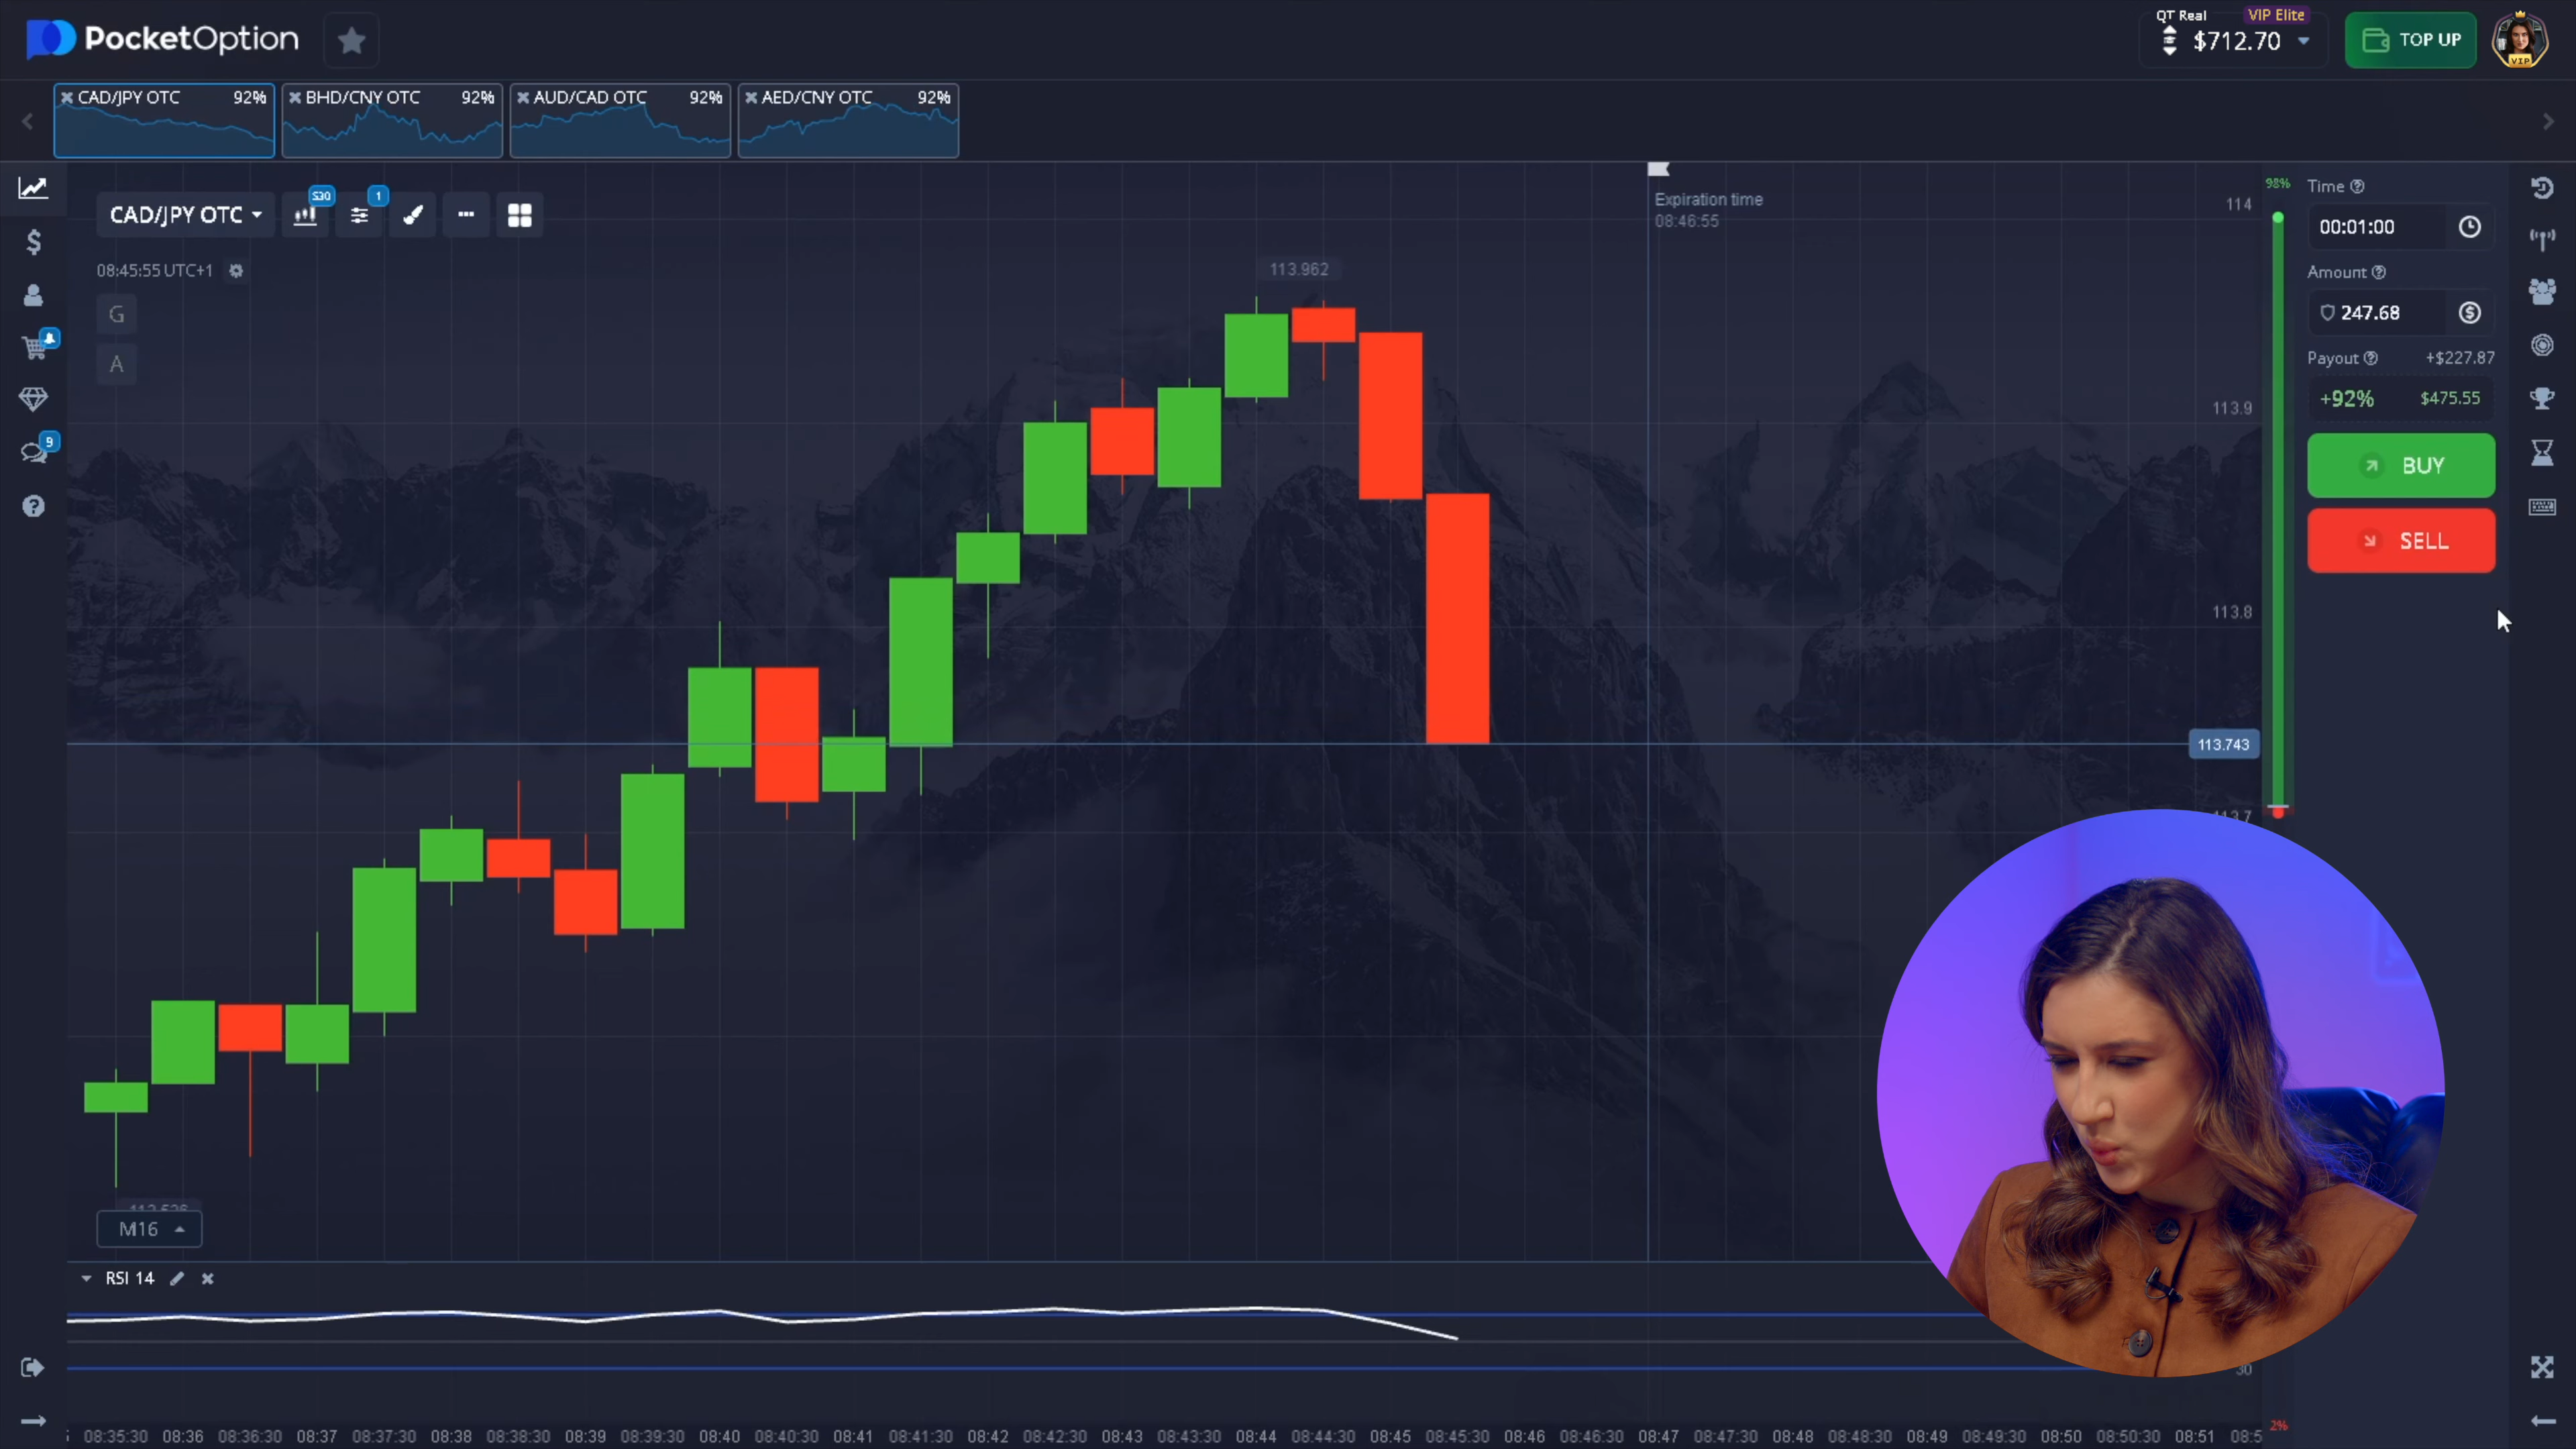 PocketOption
QT Real VIP Elite
$712.70
TOP UP
VIP
CAD/JPY OTC 92%
BHD/CNY OTC 92%
AUD/CAD OTC 92%
AED/CNY OTC 92%
CAD/JPY OTC
S30
1
08:45:55 UTC+1
G
A
9
Expiration time
08:46:55
113.962
98%
114
113.9
113.8
113.743
Time
00:01:00
Amount
247.68
Payout +$227.87
+92% $475.55
BUY
SELL
M16
RSI 14
30
2%
08:35:30 08:36 08:36:30 08:37 08:37:30 08:38 08:38:30 08:39 08:39:30 08:40 08:40:30 08:41 08:41:30 08:42 08:42:30 08:43 08:43:30 08:44 08:44:30 08:45 08:45:30 08:46 08:46:30 08:47 08:47:30 08:48 08:48:30 08:49 08:49:30 08:50 08:50:30 08:51